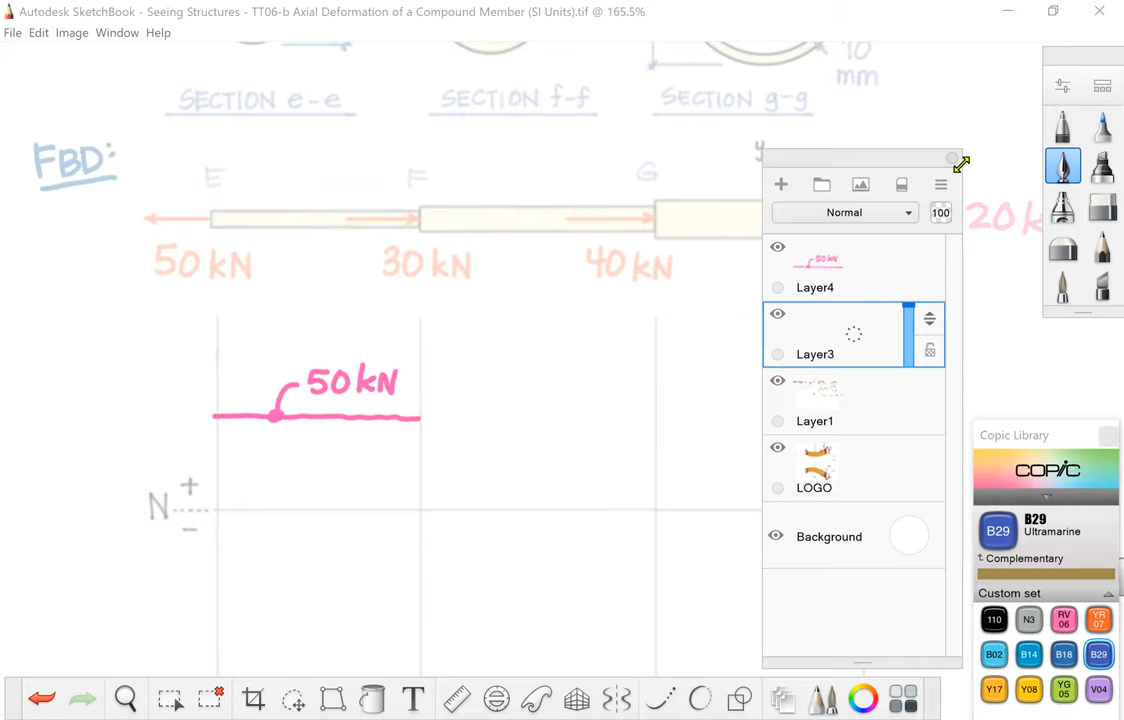 Autodesk SketchBook - Seeing Structures - TT06-b Axial Deformation of a Compound Member (SI Units).tif @ 165.5%
File Edit Image Window Help
10
mm
SECTION e-e SECTION f-f SECTION g-g
FBD:
E F G y
50 kN 30 kN 40 kN 20 k
50 kN
N + -
Normal 100
50 kN
Layer4
Layer3
Layer1
LOGO
Background
Copic Library
COPIC
B29 B29
Ultramarine
Complementary
Custom set
110 N3 RV 06 YR 07
B02 B14 B18 B29
Y17 Y08 YG 05 V04
T